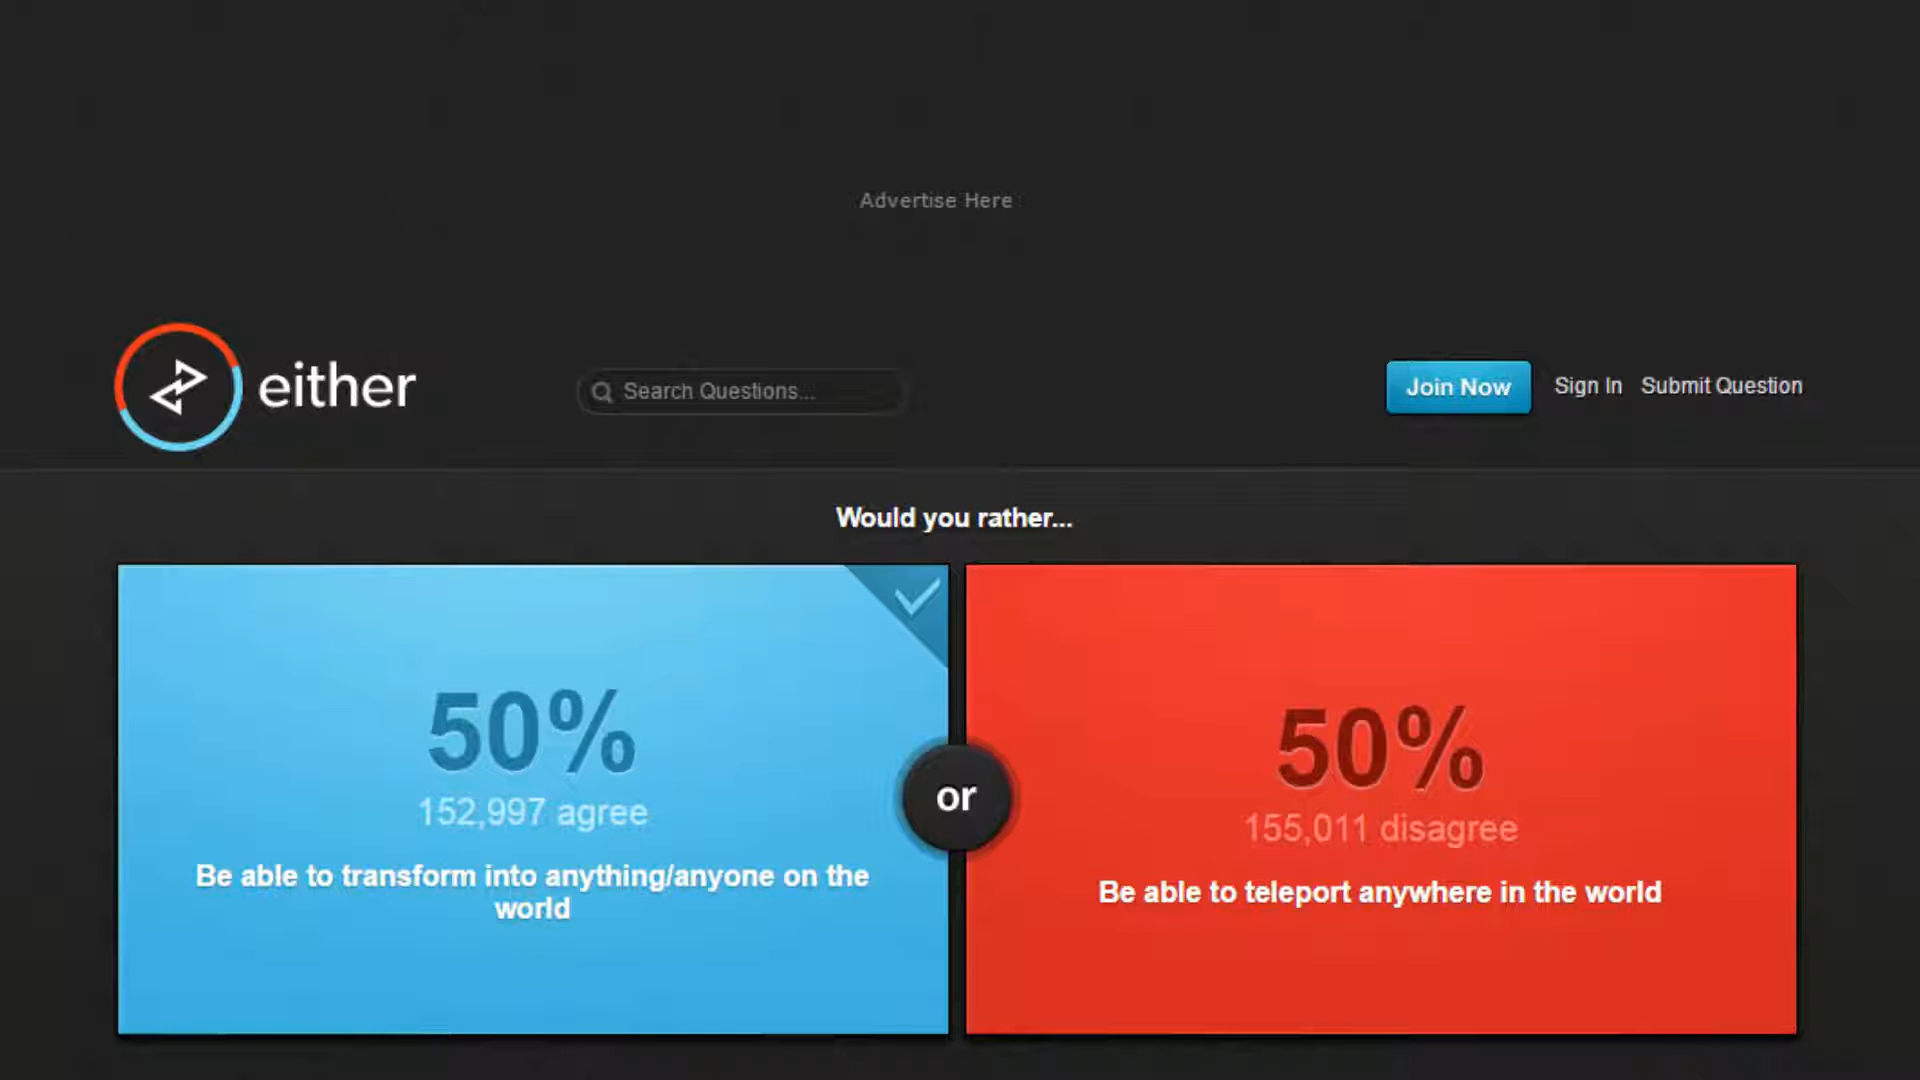 Advertise Here
either
Search Questions...
Join Now
Sign In
Submit Question
Would you rather...
50%
152,997 agree
Be able to transform into anything/anyone on the
world
or
50%
155,011 disagree
Be able to teleport anywhere in the world